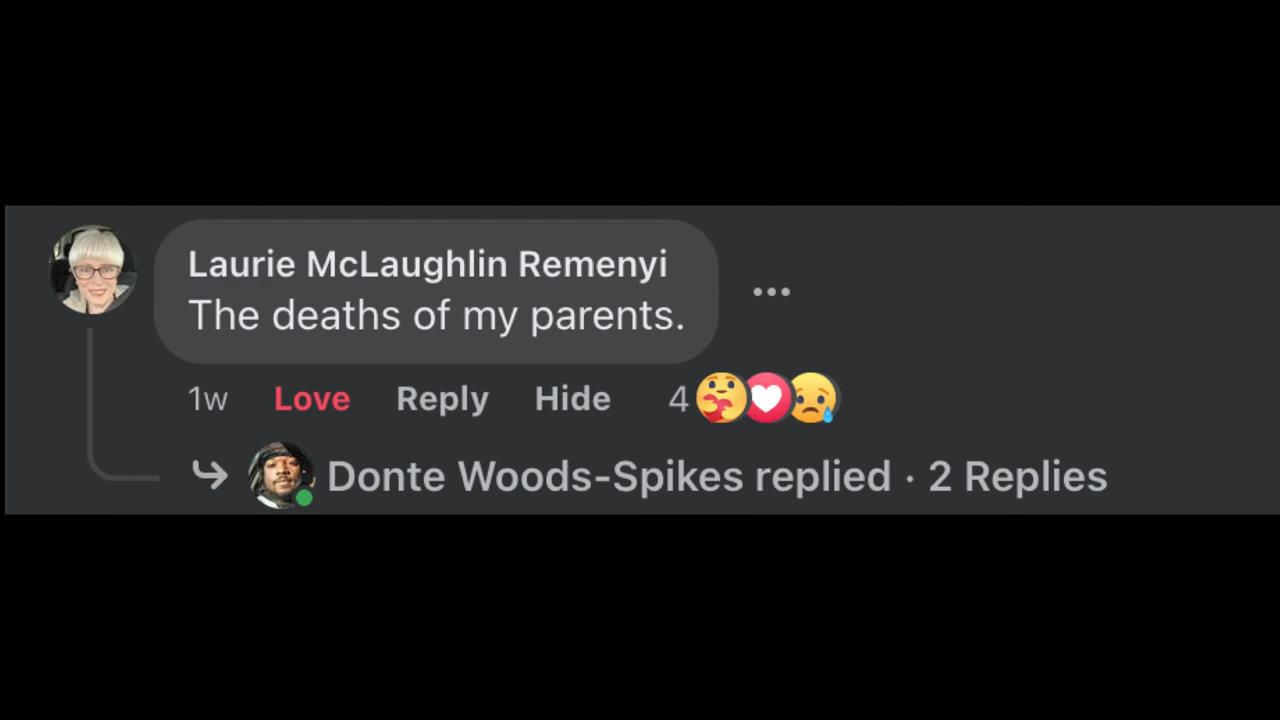 Laurie McLaughlin Remenyi
The deaths of my parents.
1w Love Reply Hide 4
Donte Woods-Spikes replied · 2 Replies